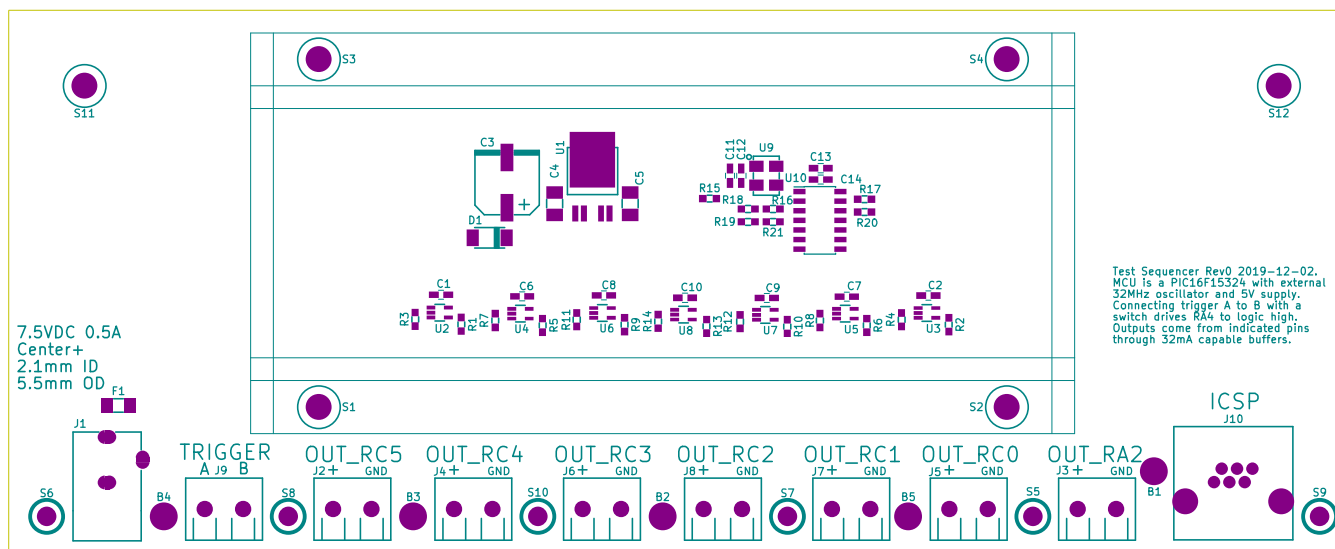 S3
S4
S11
S12
C3
U1
C11
C12
U9
C13
C4
C5
U10
C14
R15
R17
R18
R16
R19
R21
R20
D1
Test Sequencer Rev0 2019-12-02.
MCU is a PIC16F15324 with external
32MHz oscillator and 5V supply.
Connecting trigger A to B with a
switch drives RA4 to logic high.
Outputs come from indicated pins
through 32mA capable buffers.
C1
C6
C8
C10
C9
C7
C2
R3
U2
R1
R7
U4
R5
R11
U6
R9
R14
U8
R13
R12
U7
R10
R8
U5
R6
R4
U3
R2
7.5VDC 0.5A
Center+
2.1mm ID
5.5mm OD
F1
S1
S2
ICSP
J10
J1
TRIGGER
A J9 B
OUT_RC5
J2+ GND
OUT_RC4
J4+ GND
OUT_RC3
J6+ GND
OUT_RC2
J8+ GND
OUT_RC1
J7+ GND
OUT_RC0
J5+ GND
OUT_RA2
J3+ GND
B1
S6
B4
S8
B3
S10
B2
S7
B5
S5
S9